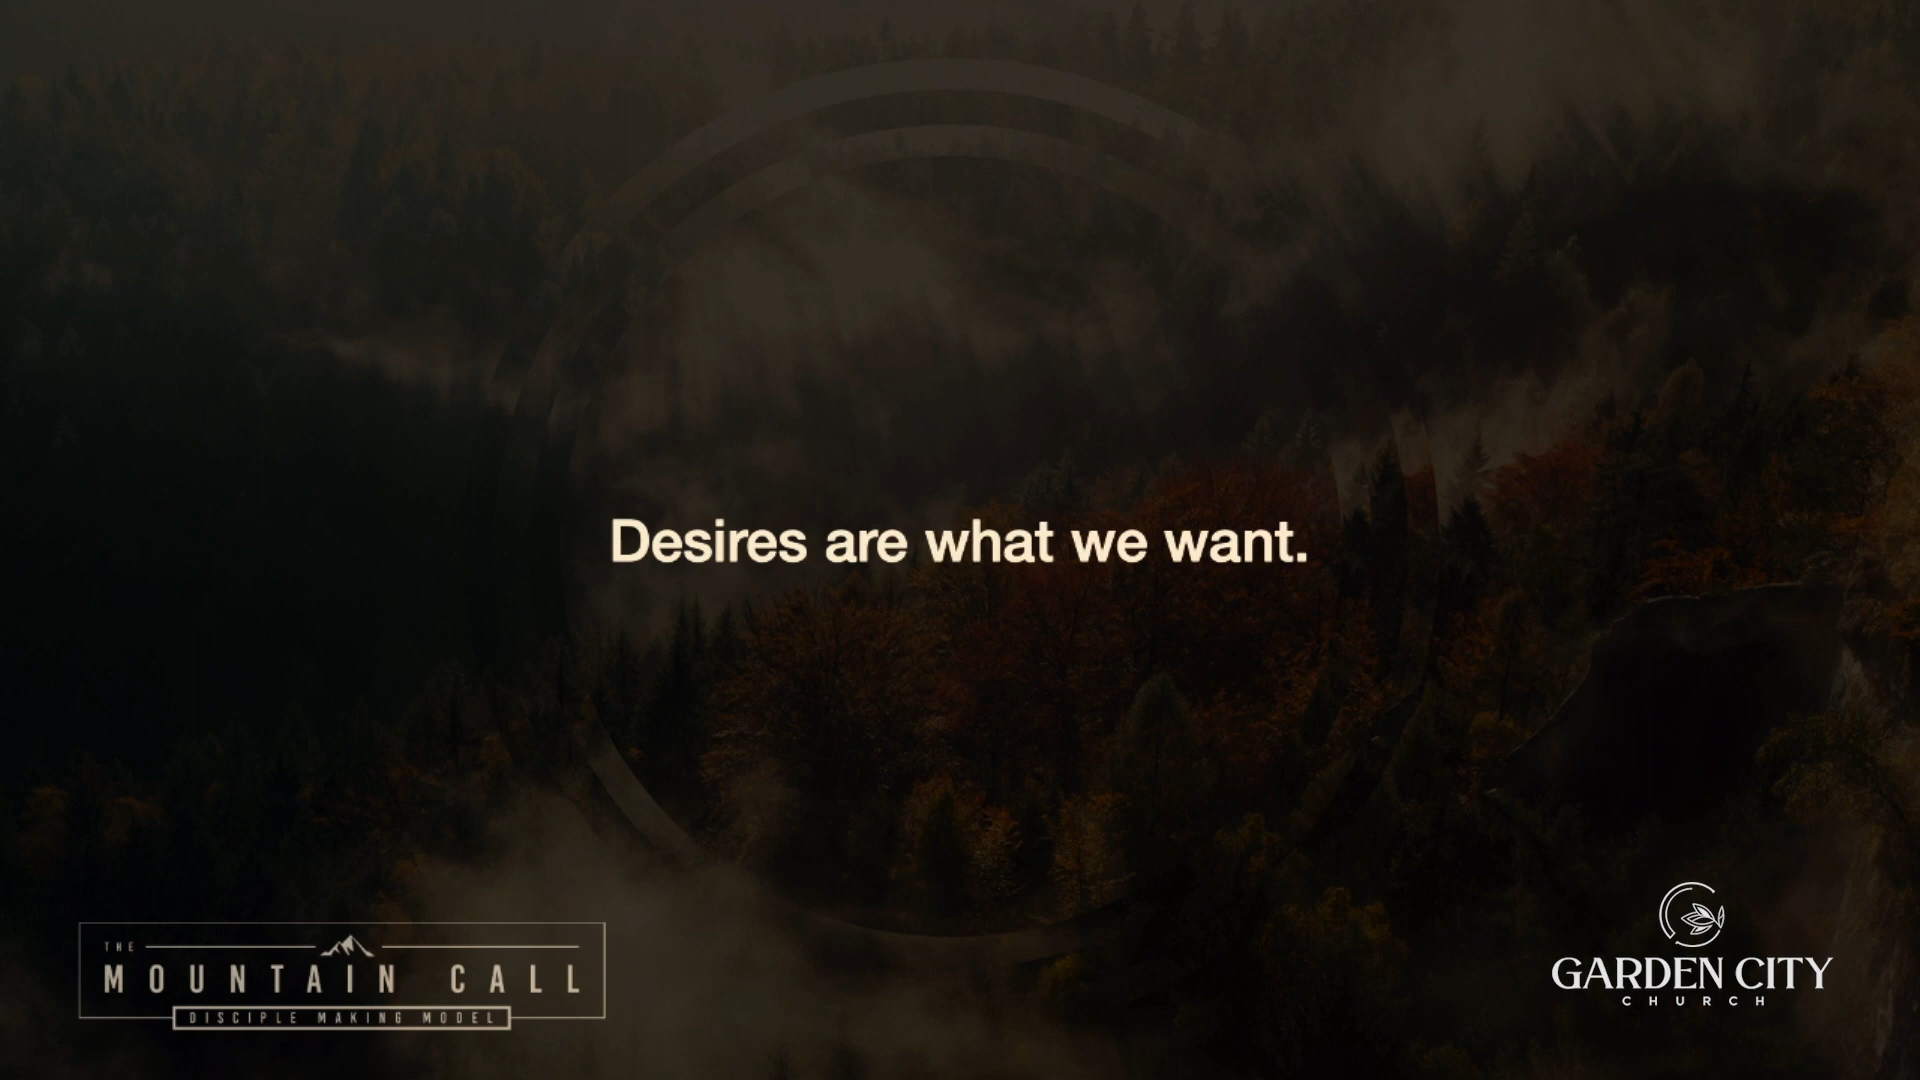 Desires are what we want.
THE
MOUNTAIN CALL
DISCIPLE MAKING MODEL
GARDEN CITY
CHURCH